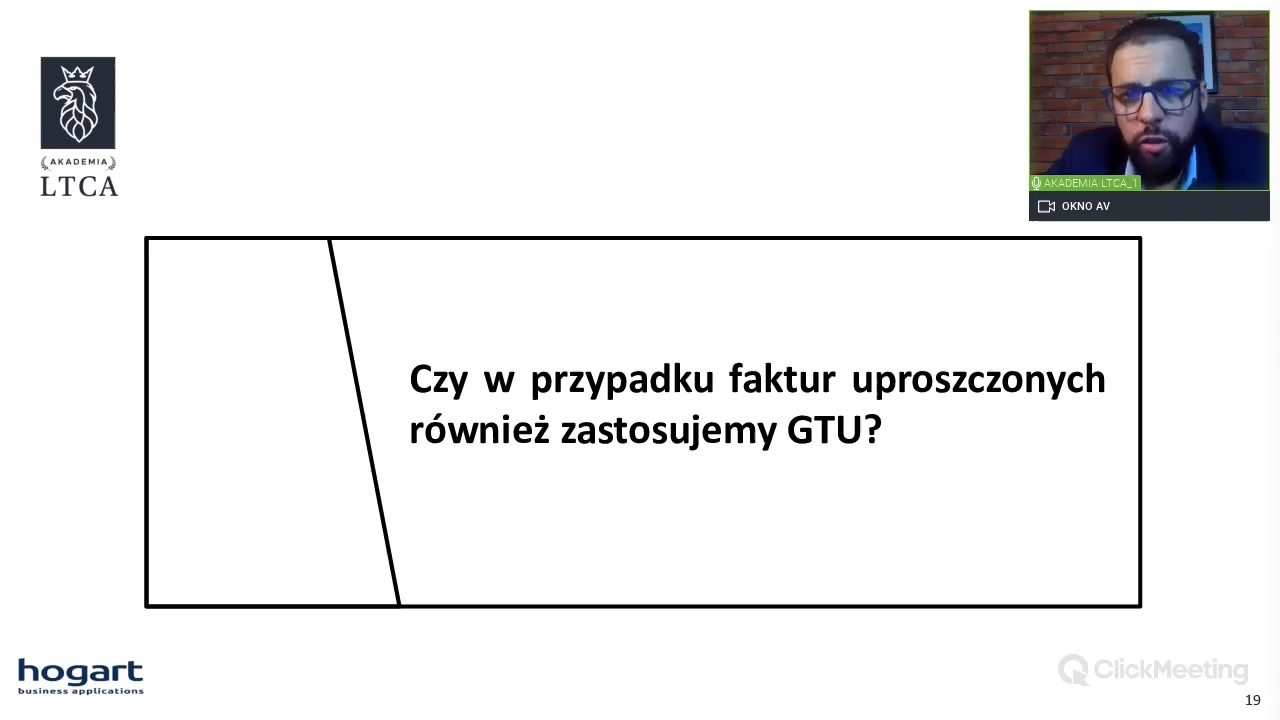 AKADEMIA
LTCA
AKADEMIA LTCA_1
OKNO AV
Czy w przypadku faktur uproszczonych
również zastosujemy GTU?
hogart
business applications
ClickMeeting
19